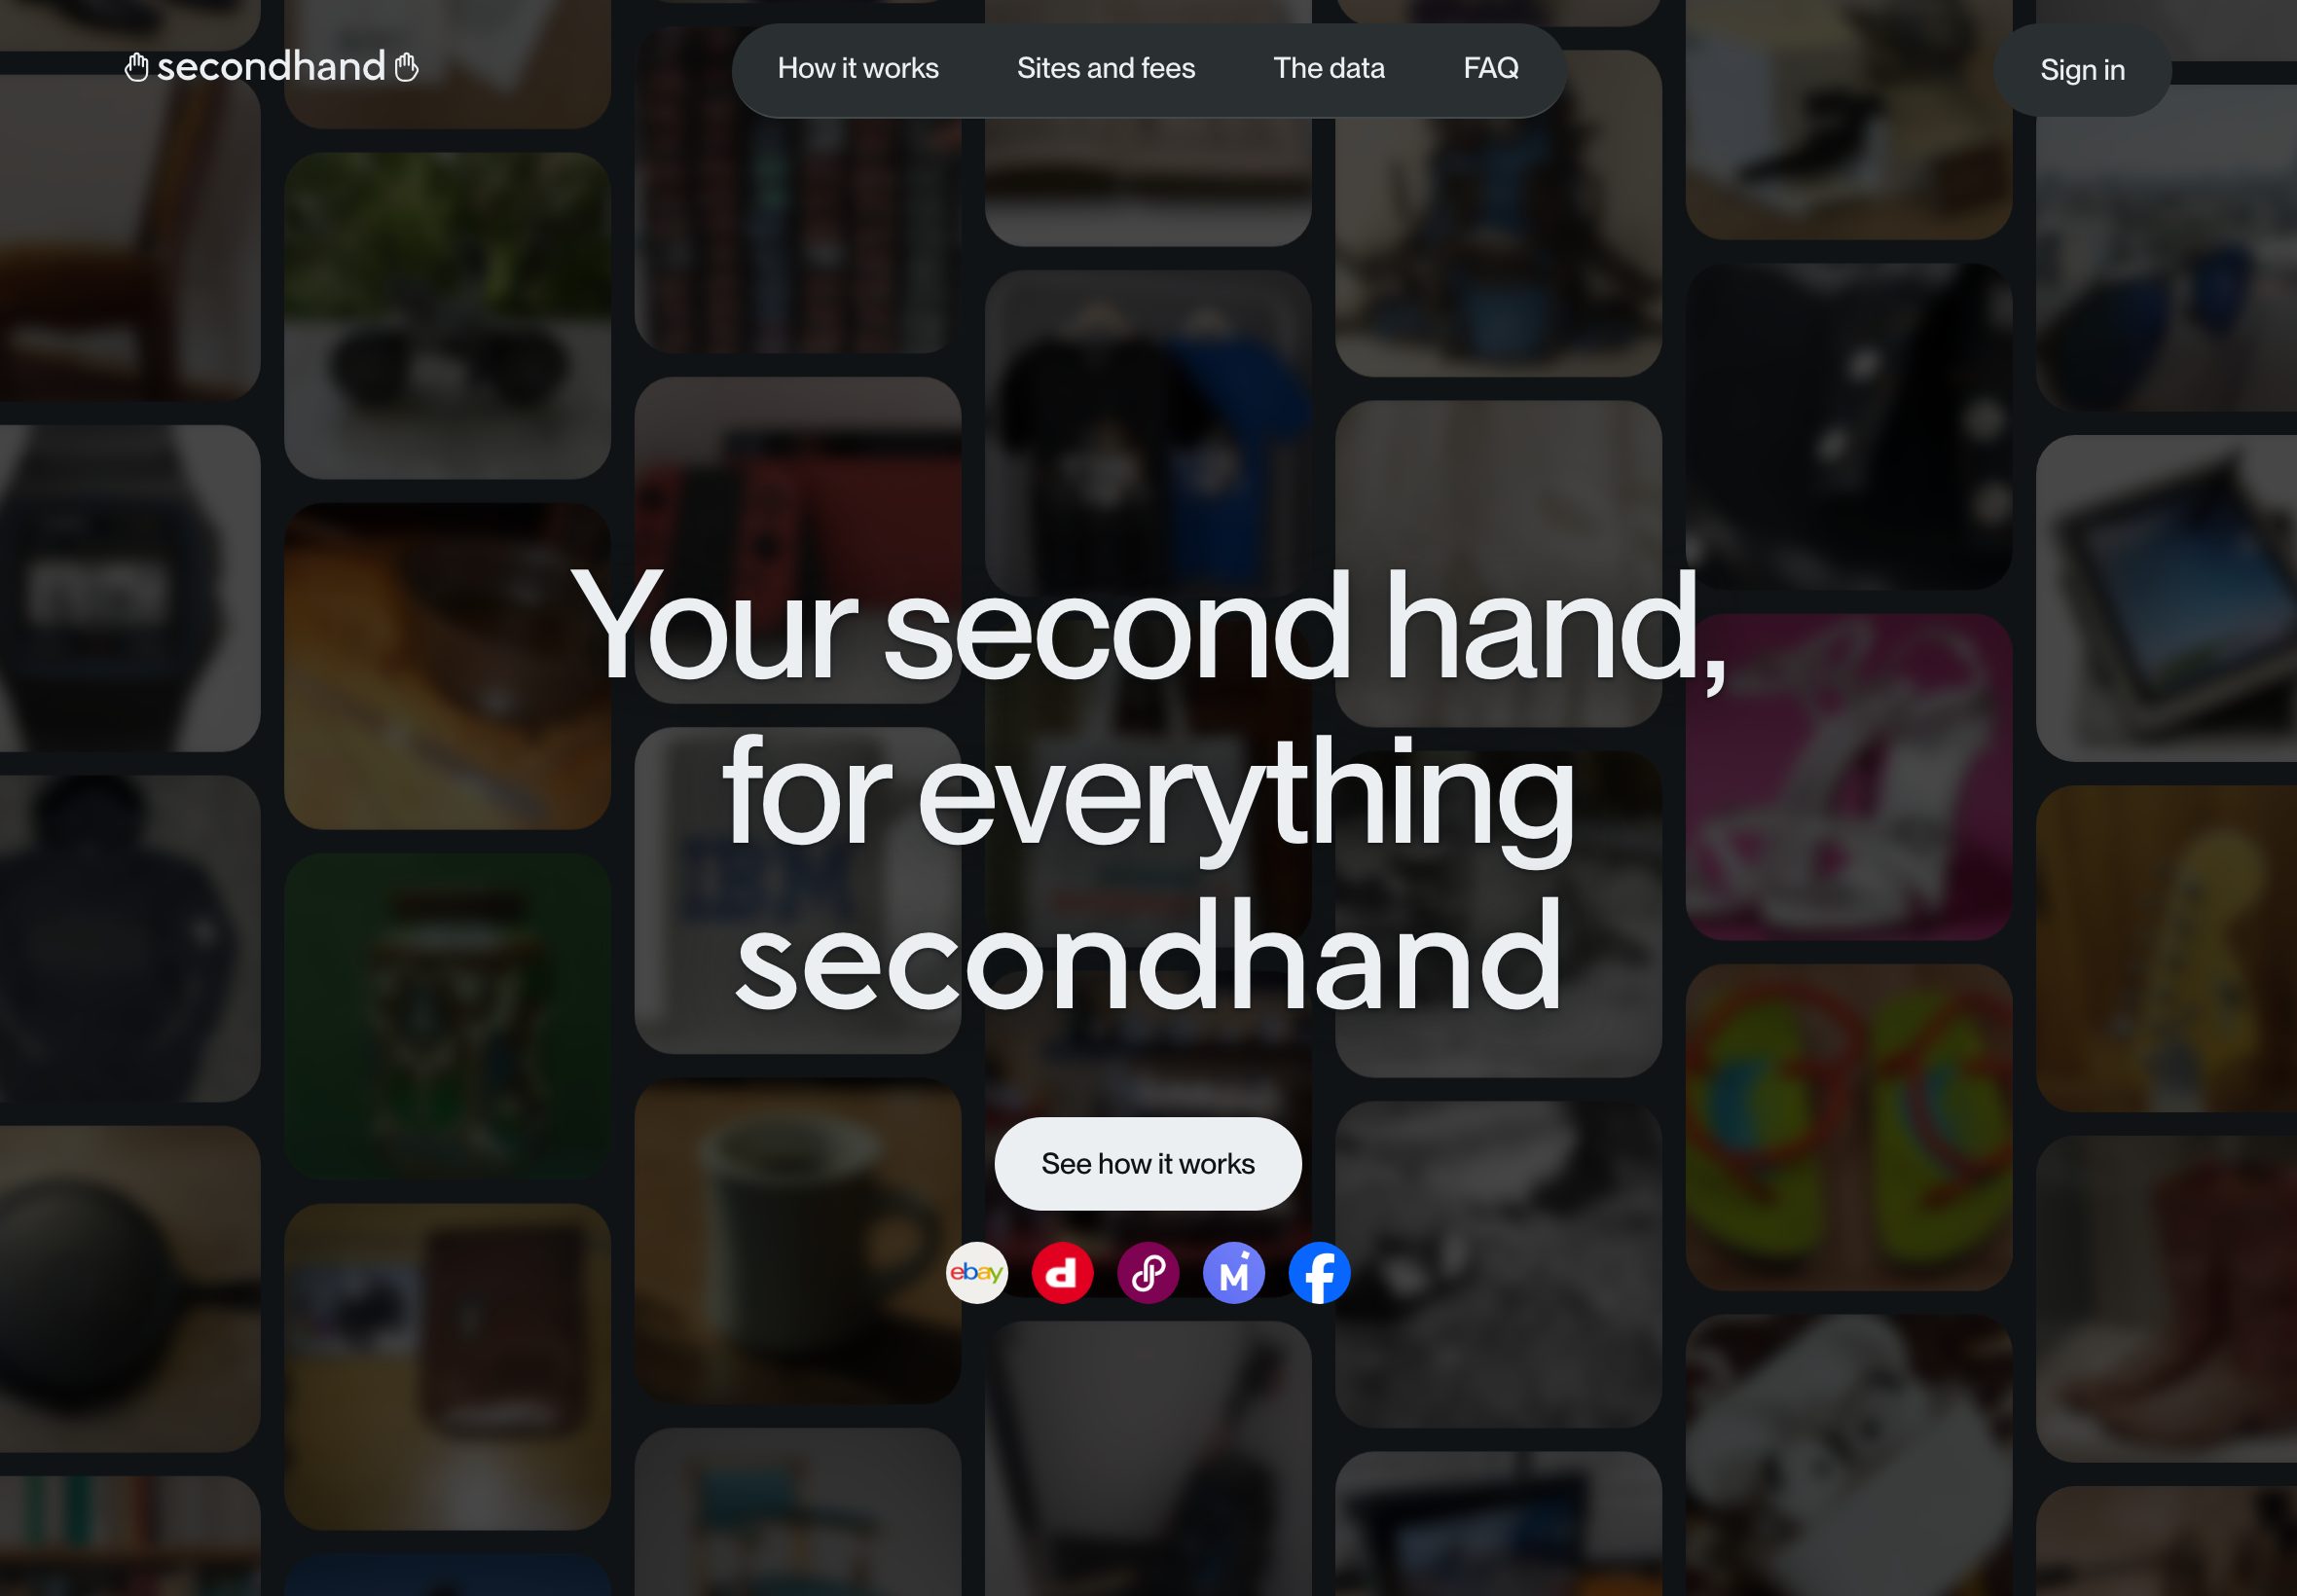 secondhand
How it works
Sites and fees
The data
FAQ
Sign in
Your second hand,
for everything
secondhand
IBM
See how it works
ebay